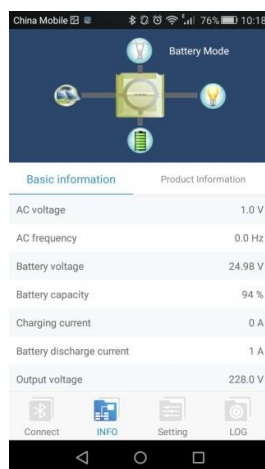 China Mobile 76% 10:18
Battery Mode
Basic information Product Information
AC voltage 1.0 V
AC frequency 0.0 Hz
Battery voltage 24.98 V
Battery capacity 94 %
Charging current 0 A
Battery discharge current 1 A
Output voltage 228.0 V
Connect INFO Setting LOG